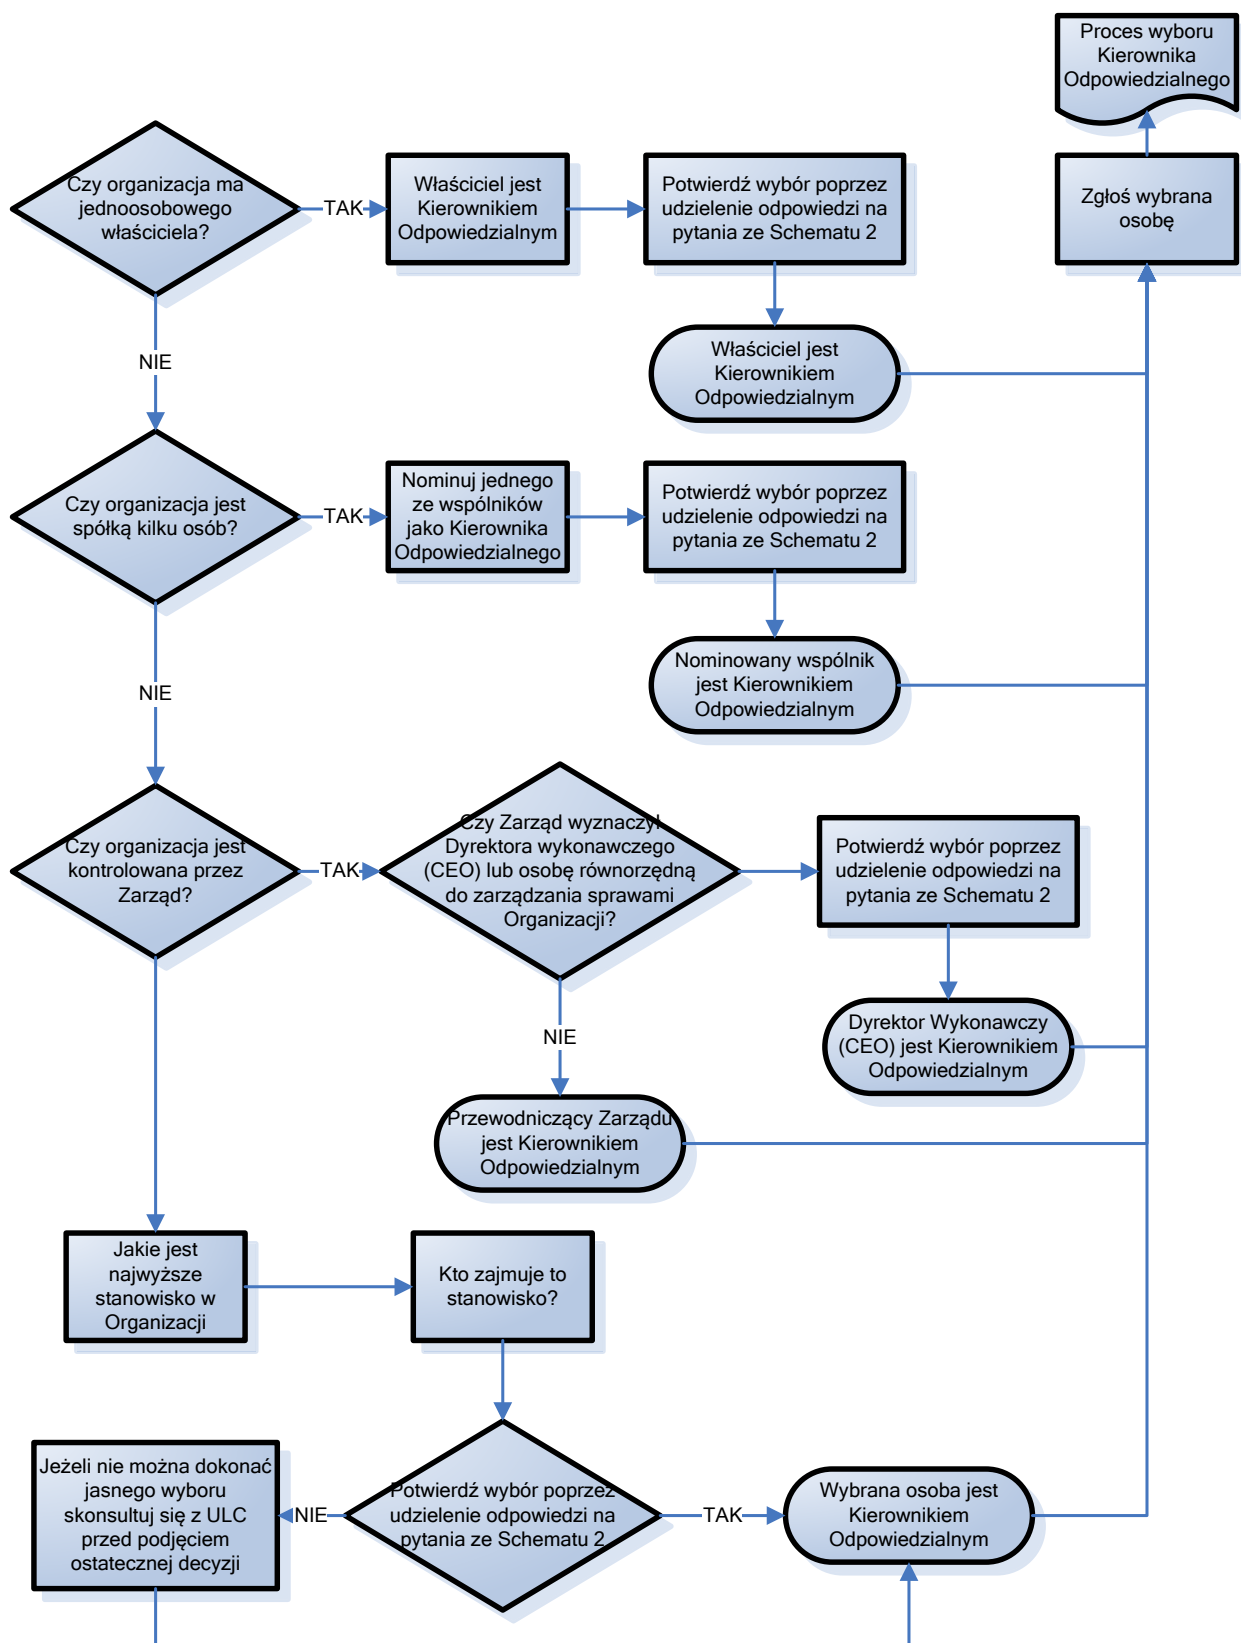 Proces wyboru
Kierownika
Odpowiedzialnego
Czy organizacja ma
jednoosobowego
właściciela?
TAK
Właściciel jest
Kierownikiem
Odpowiedzialnym
Potwierdź wybór poprzez
udzielenie odpowiedzi na
pytania ze Schematu 2
Zgłoś wybrana
osobę
NIE
Właściciel jest
Kierownikiem
Odpowiedzialnym
Czy organizacja jest
spółką kilku osób?
TAK
Nominuj jednego
ze wspólników
jako Kierownika
Odpowiedzialnego
Potwierdź wybór poprzez
udzielenie odpowiedzi na
pytania ze Schematu 2
NIE
Nominowany wspólnik
jest Kierownikiem
Odpowiedzialnym
Czy organizacja jest
kontrolowana przez
Zarząd?
TAK
Czy Zarząd wyznaczył
Dyrektora wykonawczego
(CEO) lub osobę równorzędną
do zarządzania sprawami
Organizacji?
Potwierdź wybór poprzez
udzielenie odpowiedzi na
pytania ze Schematu 2
NIE
Dyrektor Wykonawczy
(CEO) jest Kierownikiem
Odpowiedzialnym
Przewodniczący Zarządu
jest Kierownikiem
Odpowiedzialnym
Jakie jest
najwyższe
stanowisko w
Organizacji
Kto zajmuje to
stanowisko?
Jeżeli nie można dokonać
jasnego wyboru
skonsultuj się z ULC
przed podjęciem
ostatecznej decyzji
NIE
Potwierdź wybór poprzez
udzielenie odpowiedzi na
pytania ze Schematu 2
TAK
Wybrana osoba jest
Kierownikiem
Odpowiedzialnym